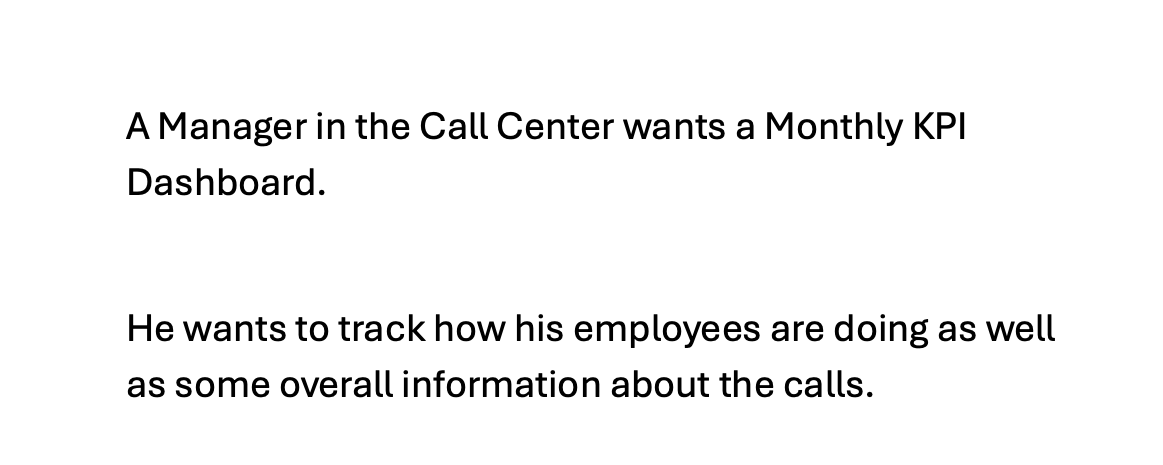 A Manager in the Call Center wants a Monthly KPI
Dashboard.
He wants to track how his employees are doing as well
as some overall information about the calls.